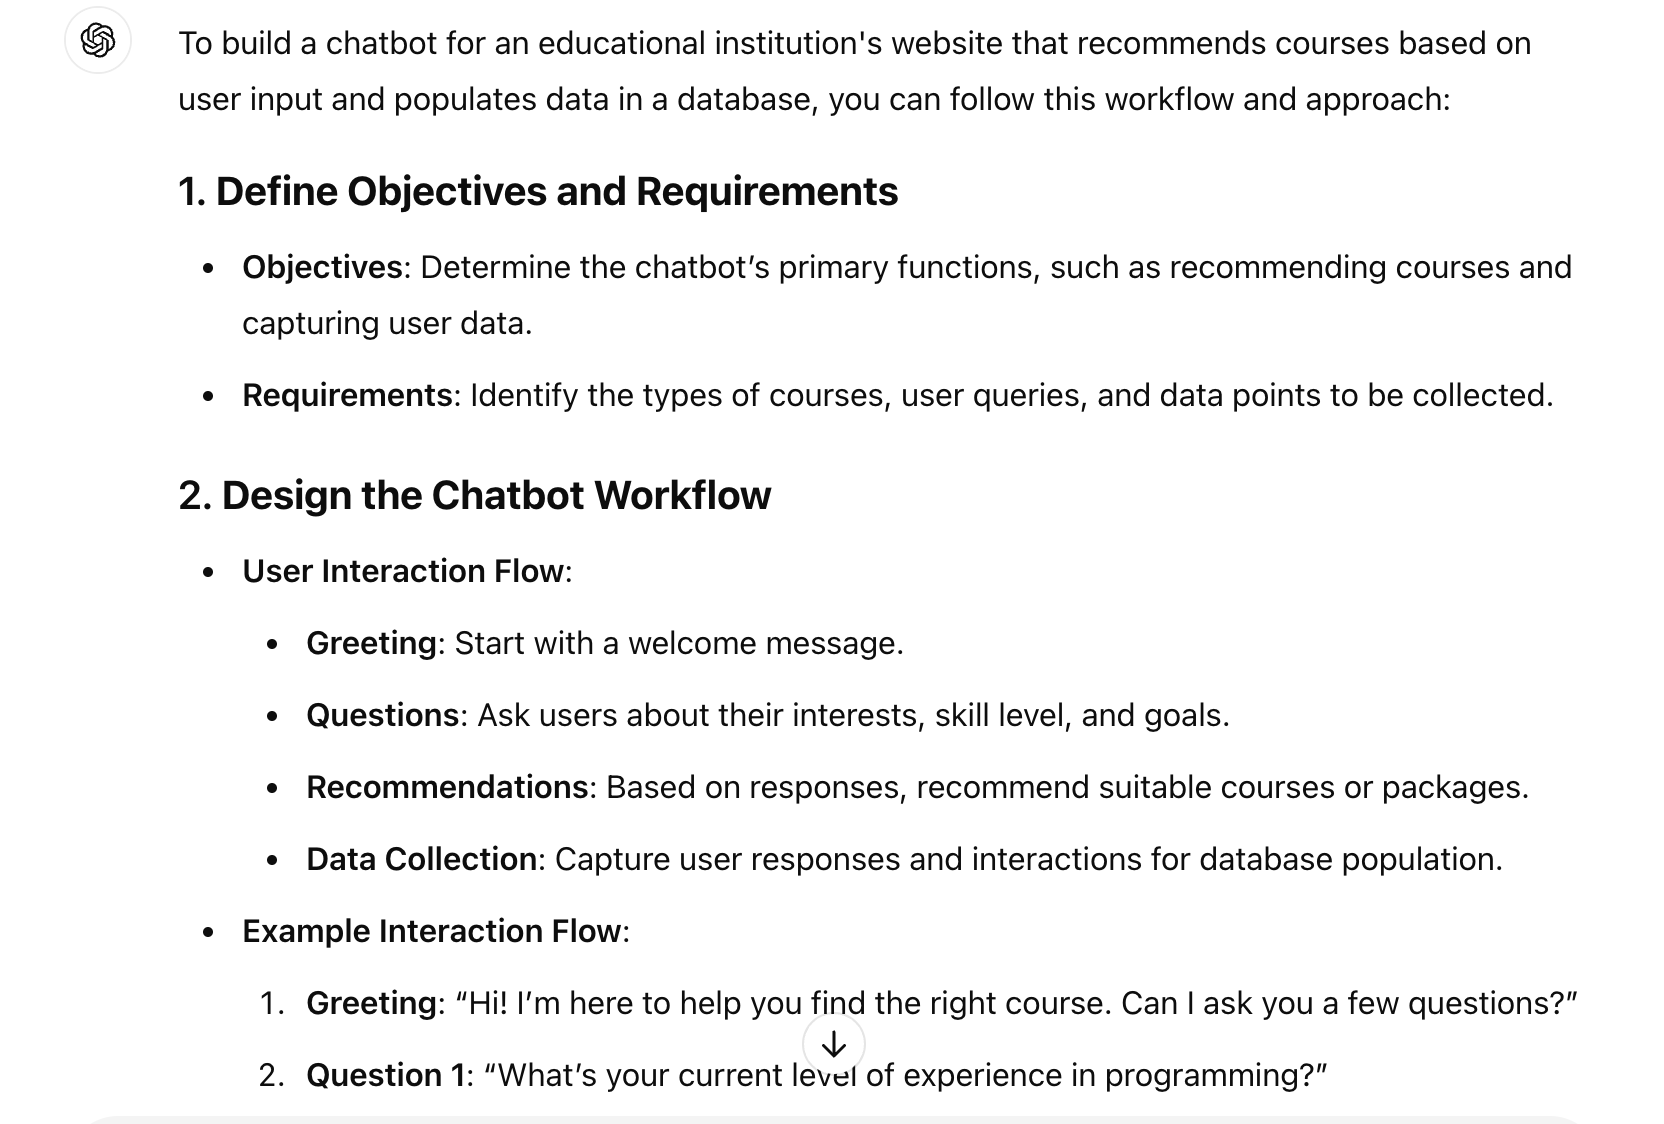 To build a chatbot for an educational institution's website that recommends courses based on
user input and populates data in a database, you can follow this workflow and approach:
1. Define Objectives and Requirements
• Objectives: Determine the chatbot’s primary functions, such as recommending courses and
capturing user data.
• Requirements: Identify the types of courses, user queries, and data points to be collected.
2. Design the Chatbot Workflow
• User Interaction Flow:
• Greeting: Start with a welcome message.
• Questions: Ask users about their interests, skill level, and goals.
• Recommendations: Based on responses, recommend suitable courses or packages.
• Data Collection: Capture user responses and interactions for database population.
• Example Interaction Flow:
1. Greeting: “Hi! I’m here to help you find the right course. Can I ask you a few questions?”
2. Question 1: “What’s your current level of experience in programming?”